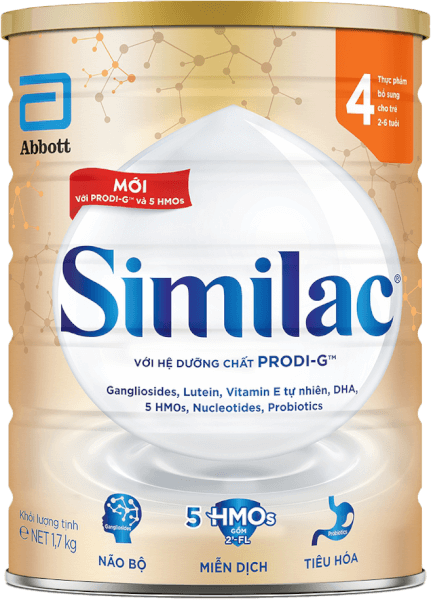 Abbott
4
Thực phẩm
bổ sung
cho trẻ
2-6 tuổi
MỚI
Với PRODI-G™ và 5 HMOs
Similac®
VỚI HỆ DƯỠNG CHẤT PRODI-G™
Gangliosides, Lutein, Vitamin E tự nhiên, DHA,
5 HMOs, Nucleotides, Probiotics
Khối lượng tịnh
℮ NET 1,7 kg
Gangliosides
NÃO BỘ
5 HMOs
GỒM
2'-FL
MIỄN DỊCH
Probiotics
TIÊU HÓA